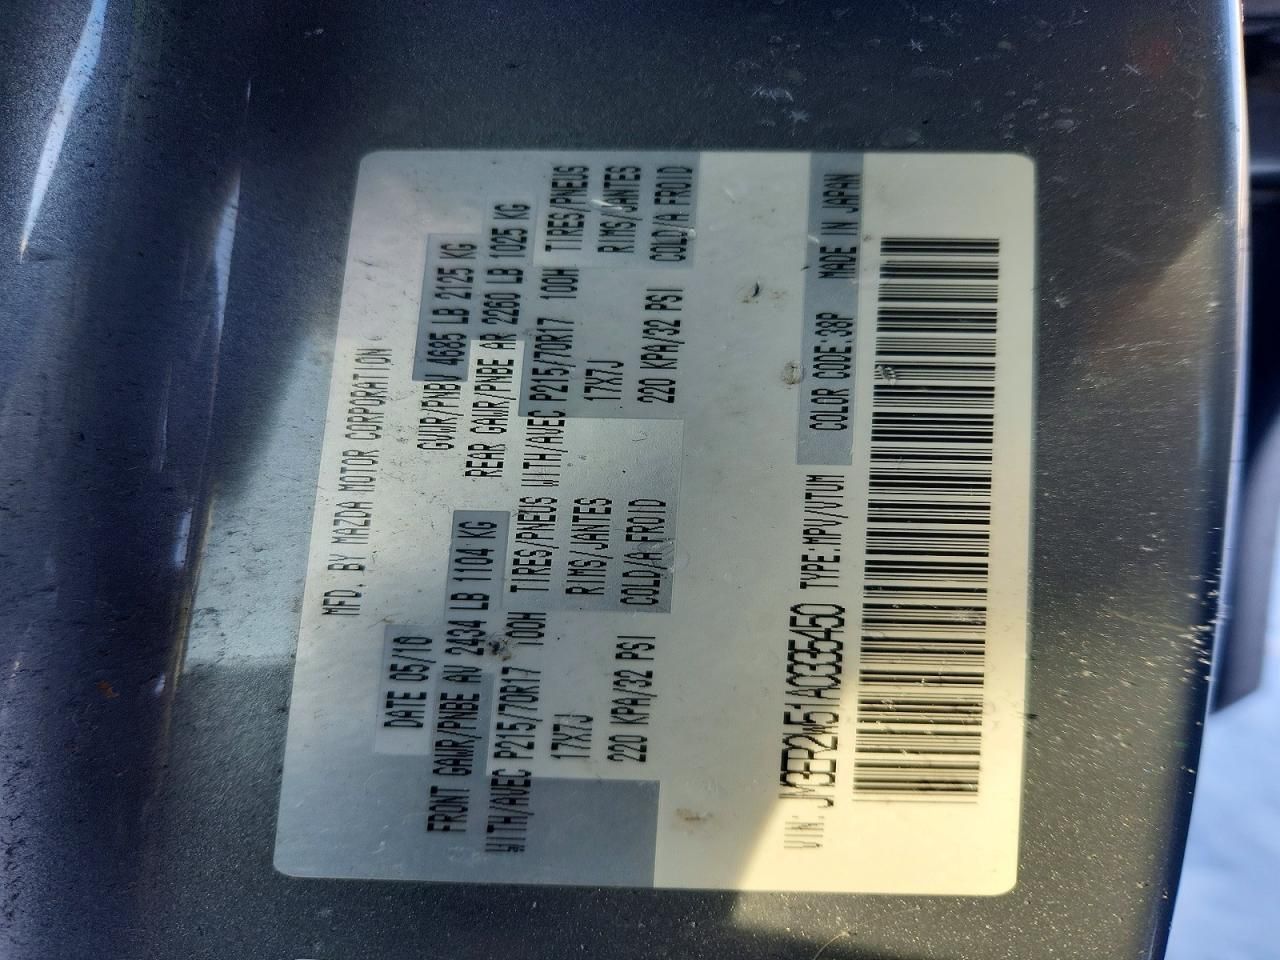 MFD. BY MAZDA MOTOR CORPORATION
DATE 05/10 GVWR/PNBV 4685 LB 2125 KG
FRONT GAWR/PNBE AV 2434 LB 1104 KG REAR GAWR/PNBE AR 2260 LB 1025 KG
WITH/AVEC P215/70R17 100H TIRES/PNEUS WITH/AVEC P215/70R17 100H TIRES/PNEUS
17X7J RIMS/JANTES 17X7J RIMS/JANTES
220 KPA/32 PSI COLD/A FROID 220 KPA/32 PSI COLD/A FROID
VIN: JM3ER2W51A0335450 TYPE:MPV/VTUM COLOR CODE:38P MADE IN JAPAN